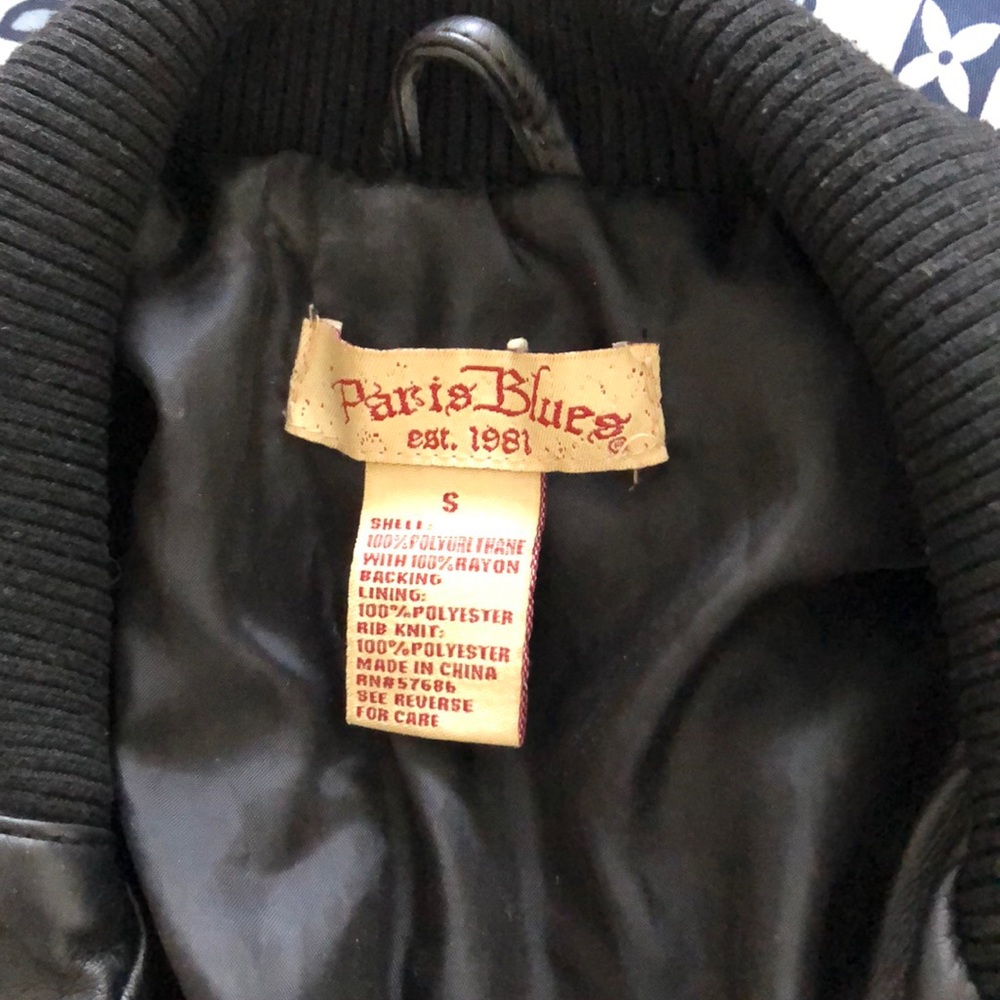 Paris Blues®
est. 1981
S
SHELL:
100%POLYURETHANE
WITH 100%RAYON
BACKING
LINING:
100%POLYESTER
RIB KNIT:
100%POLYESTER
MADE IN CHINA
RN#57686
SEE REVERSE
FOR CARE